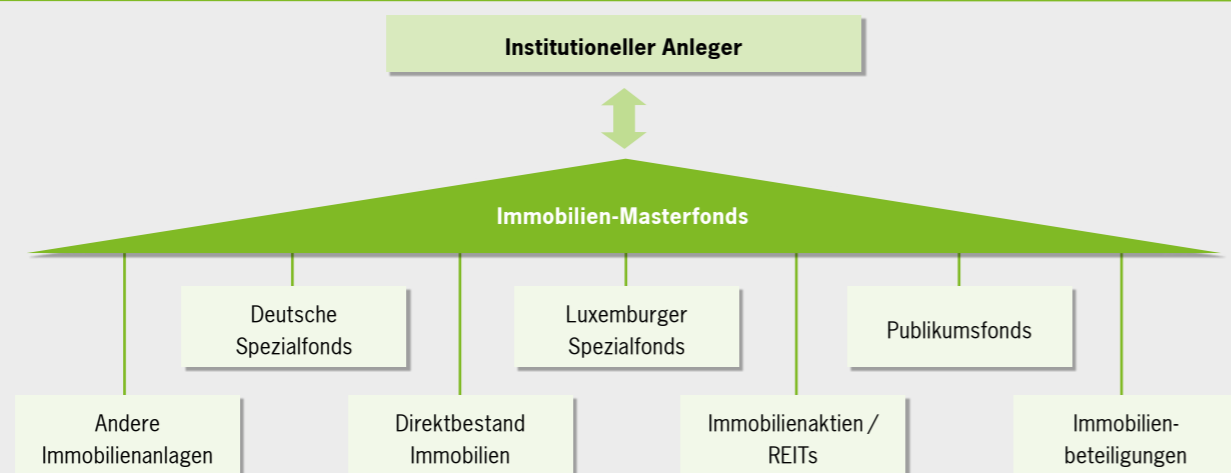 Institutioneller Anleger
Immobilien-Masterfonds
Deutsche
Spezialfonds
Luxemburger
Spezialfonds
Publikumsfonds
Andere
Immobilienanlagen
Direktbestand
Immobilien
Immobilienaktien /
REITs
Immobilien-
beteiligungen